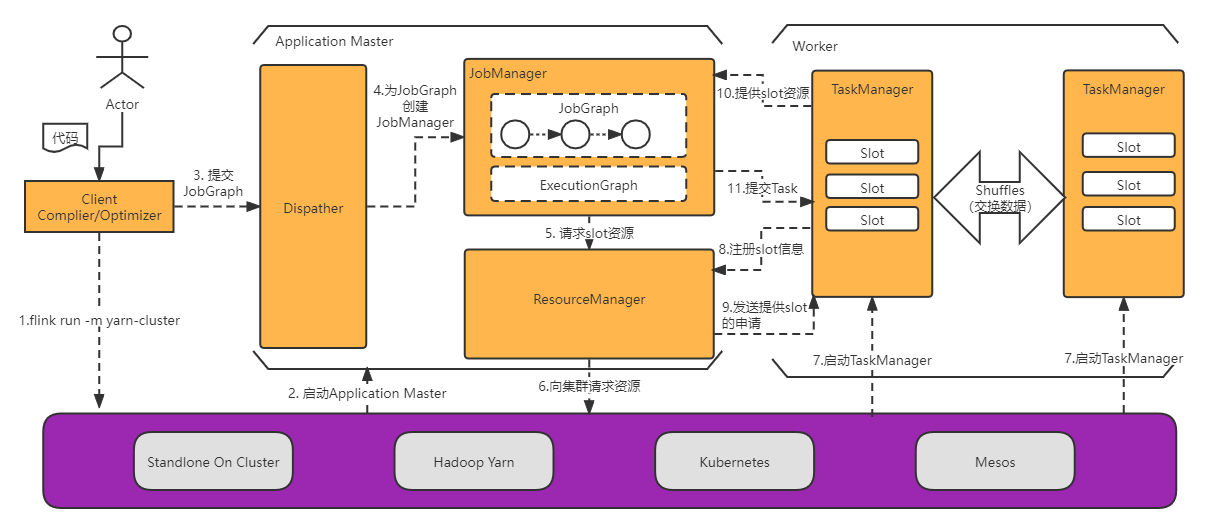 Actor
代码
Client
Complier/Optimizer
1.flink run -m yarn-cluster
3. 提交
JobGraph
Application Master
Dispather
4.为JobGraph
创建
JobManager
JobManager
JobGraph
ExecutionGraph
5. 请求slot资源
ResourceManager
2. 启动Application Master
6.向集群请求资源
Worker
10.提供slot资源
11.提交Task
8.注册slot信息
9.发送提供slot
的申请
TaskManager
Slot
Slot
Slot
Shuffles
（交换数据）
TaskManager
Slot
Slot
Slot
7.启动TaskManager
7.启动TaskManager
Standlone On Cluster
Hadoop Yarn
Kubernetes
Mesos